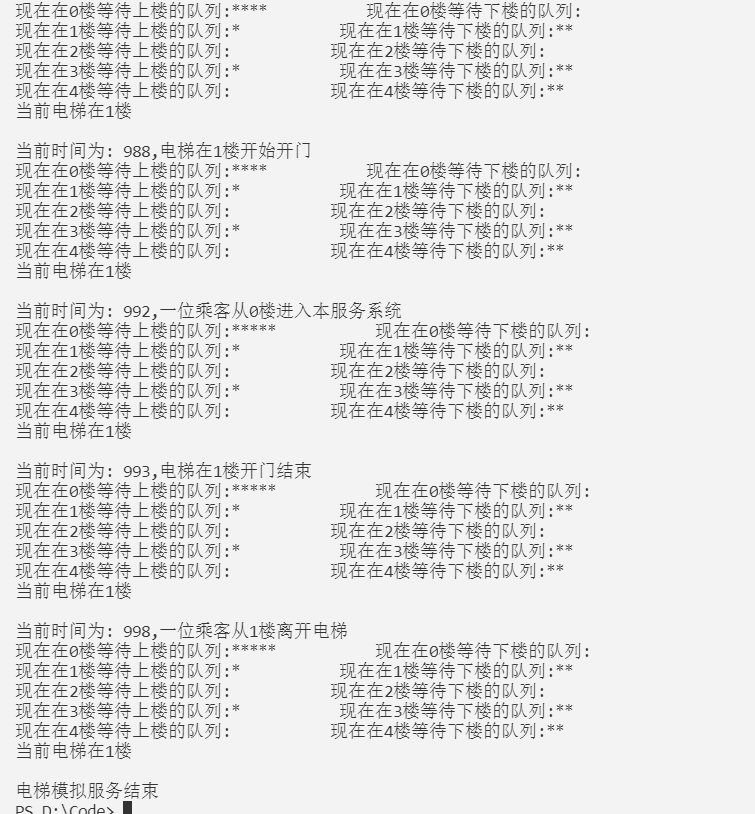 现在在0楼等待上楼的队列:**** 现在在0楼等待下楼的队列:
现在在1楼等待上楼的队列:* 现在在1楼等待下楼的队列:**
现在在2楼等待上楼的队列: 现在在2楼等待下楼的队列:
现在在3楼等待上楼的队列:* 现在在3楼等待下楼的队列:**
现在在4楼等待上楼的队列: 现在在4楼等待下楼的队列:**
当前电梯在1楼

当前时间为: 988,电梯在1楼开始开门
现在在0楼等待上楼的队列:**** 现在在0楼等待下楼的队列:
现在在1楼等待上楼的队列:* 现在在1楼等待下楼的队列:**
现在在2楼等待上楼的队列: 现在在2楼等待下楼的队列:
现在在3楼等待上楼的队列:* 现在在3楼等待下楼的队列:**
现在在4楼等待上楼的队列: 现在在4楼等待下楼的队列:**
当前电梯在1楼

当前时间为: 992,一位乘客从0楼进入本服务系统
现在在0楼等待上楼的队列:***** 现在在0楼等待下楼的队列:
现在在1楼等待上楼的队列:* 现在在1楼等待下楼的队列:**
现在在2楼等待上楼的队列: 现在在2楼等待下楼的队列:
现在在3楼等待上楼的队列:* 现在在3楼等待下楼的队列:**
现在在4楼等待上楼的队列: 现在在4楼等待下楼的队列:**
当前电梯在1楼

当前时间为: 993,电梯在1楼开门结束
现在在0楼等待上楼的队列:***** 现在在0楼等待下楼的队列:
现在在1楼等待上楼的队列:* 现在在1楼等待下楼的队列:**
现在在2楼等待上楼的队列: 现在在2楼等待下楼的队列:
现在在3楼等待上楼的队列:* 现在在3楼等待下楼的队列:**
现在在4楼等待上楼的队列: 现在在4楼等待下楼的队列:**
当前电梯在1楼

当前时间为: 998,一位乘客从1楼离开电梯
现在在0楼等待上楼的队列:***** 现在在0楼等待下楼的队列:
现在在1楼等待上楼的队列:* 现在在1楼等待下楼的队列:**
现在在2楼等待上楼的队列: 现在在2楼等待下楼的队列:
现在在3楼等待上楼的队列:* 现在在3楼等待下楼的队列:**
现在在4楼等待上楼的队列: 现在在4楼等待下楼的队列:**
当前电梯在1楼

电梯模拟服务结束
PS D:\Code>